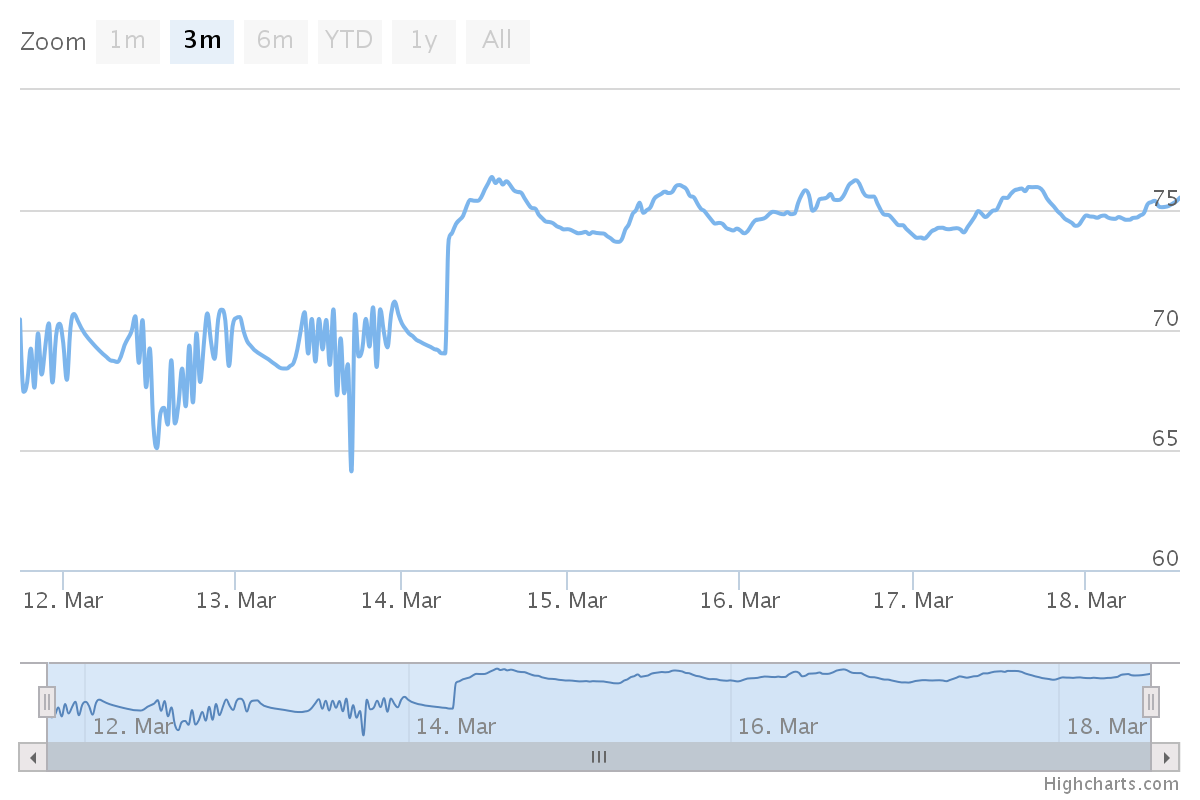 Zoom 1m 3m 6m YTD 1y All
75
70
65
60
12. Mar 13. Mar 14. Mar 15. Mar 16. Mar 17. Mar 18. Mar
12. Mar 14. Mar 16. Mar 18. Mar
Highcharts.com